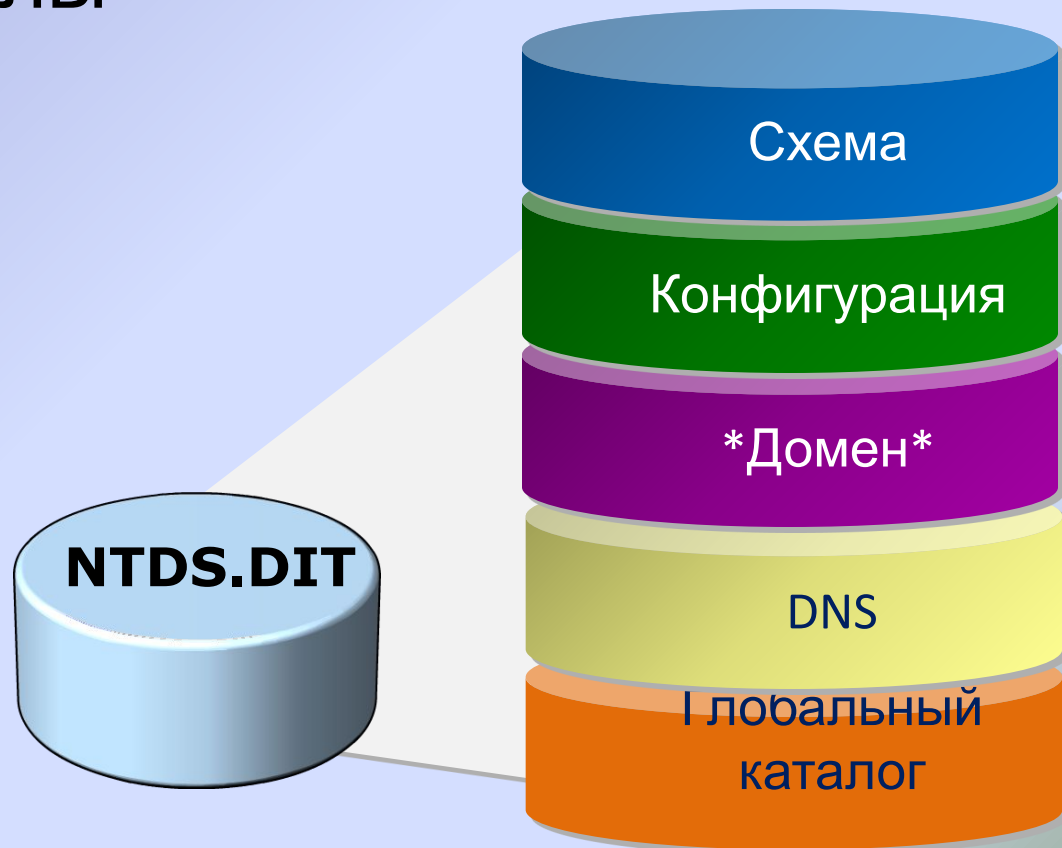 Схема
Конфигурация
*Домен*
NTDS.DIT
DNS
Глобальный
каталог